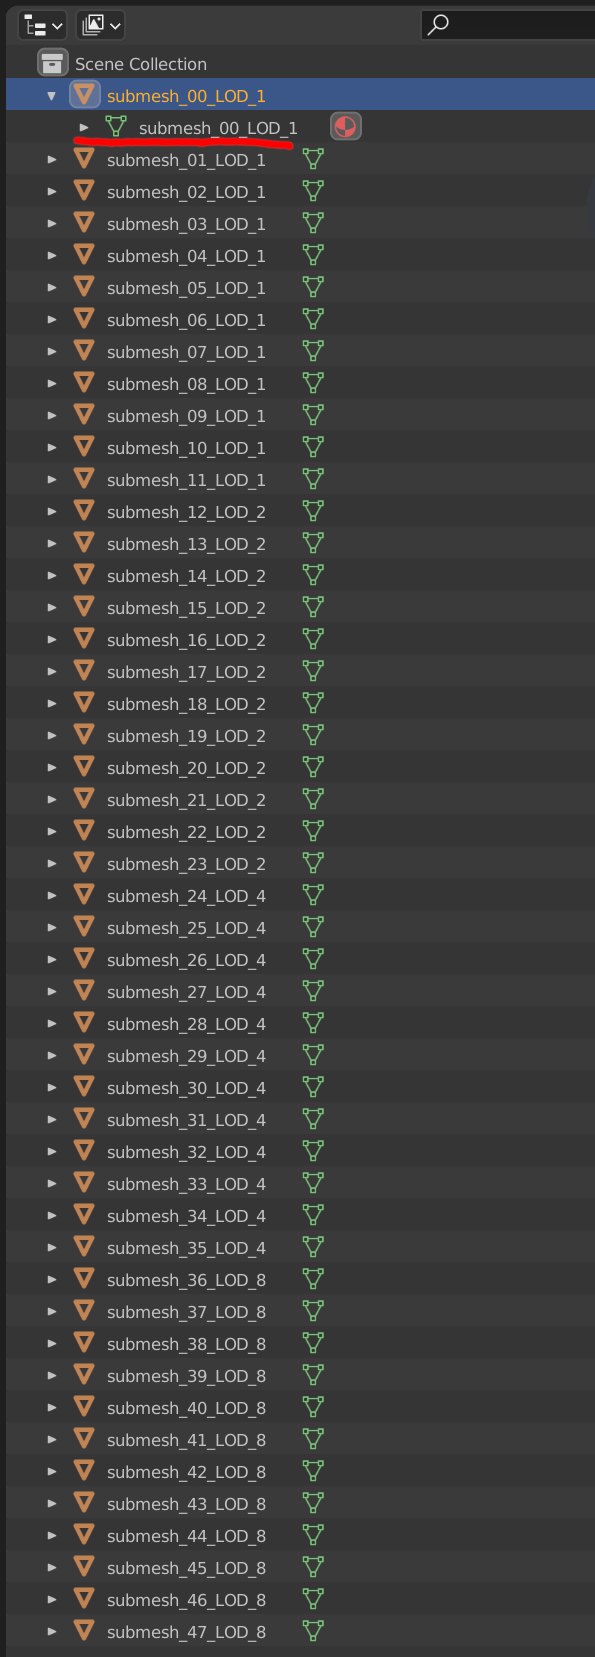 Scene Collection
submesh_00_LOD_1
submesh_00_LOD_1
submesh_01_LOD_1
submesh_02_LOD_1
submesh_03_LOD_1
submesh_04_LOD_1
submesh_05_LOD_1
submesh_06_LOD_1
submesh_07_LOD_1
submesh_08_LOD_1
submesh_09_LOD_1
submesh_10_LOD_1
submesh_11_LOD_1
submesh_12_LOD_2
submesh_13_LOD_2
submesh_14_LOD_2
submesh_15_LOD_2
submesh_16_LOD_2
submesh_17_LOD_2
submesh_18_LOD_2
submesh_19_LOD_2
submesh_20_LOD_2
submesh_21_LOD_2
submesh_22_LOD_2
submesh_23_LOD_2
submesh_24_LOD_4
submesh_25_LOD_4
submesh_26_LOD_4
submesh_27_LOD_4
submesh_28_LOD_4
submesh_29_LOD_4
submesh_30_LOD_4
submesh_31_LOD_4
submesh_32_LOD_4
submesh_33_LOD_4
submesh_34_LOD_4
submesh_35_LOD_4
submesh_36_LOD_8
submesh_37_LOD_8
submesh_38_LOD_8
submesh_39_LOD_8
submesh_40_LOD_8
submesh_41_LOD_8
submesh_42_LOD_8
submesh_43_LOD_8
submesh_44_LOD_8
submesh_45_LOD_8
submesh_46_LOD_8
submesh_47_LOD_8